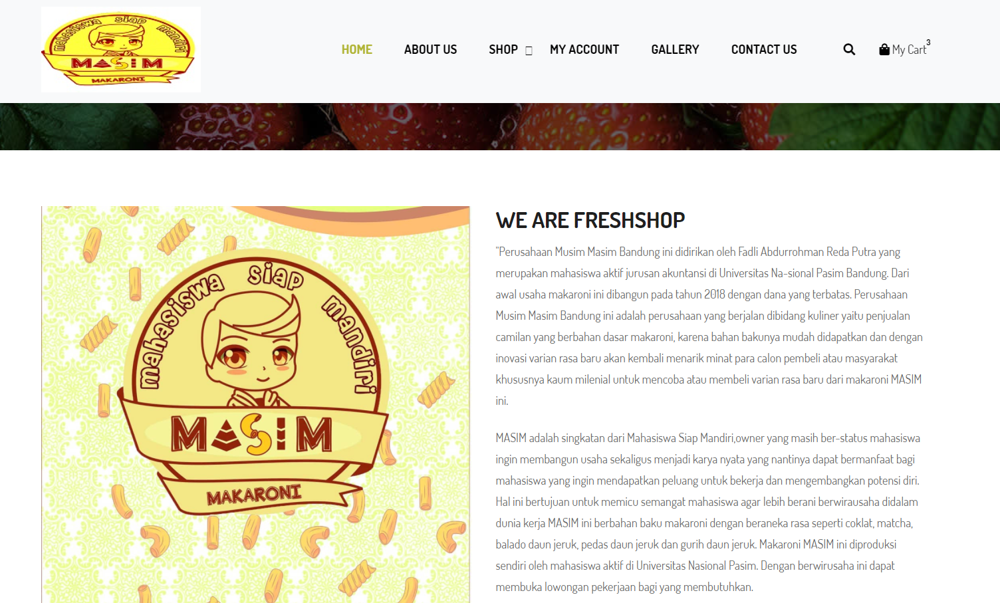 mahasiswa siap mandiri
MASIM
MAKARONI
HOME
ABOUT US
SHOP
MY ACCOUNT
GALLERY
CONTACT US
My Cart
3
mahasiswa siap mandiri
MASIM
MAKARONI
WE ARE FRESHSHOP
"Perusahaan Musim Masim Bandung ini didirikan oleh Fadli Abdurrohman Reda Putra yang
merupakan mahasiswa aktif jurusan akuntansi di Universitas Na-sional Pasim Bandung. Dari
awal usaha makaroni ini dibangun pada tahun 2018 dengan dana yang terbatas. Perusahaan
Musim Masim Bandung ini adalah perusahaan yang berjalan dibidang kuliner yaitu penjualan
camilan yang berbahan dasar makaroni, karena bahan bakunya mudah didapatkan dan dengan
inovasi varian rasa baru akan kembali menarik minat para calon pembeli atau masyarakat
khususnya kaum milenial untuk mencoba atau membeli varian rasa baru dari makaroni MASIM
ini.
MASIM adalah singkatan dari Mahasiswa Siap Mandiri,owner yang masih ber-status mahasiswa
ingin membangun usaha sekaligus menjadi karya nyata yang nantinya dapat bermanfaat bagi
mahasiswa yang ingin mendapatkan peluang untuk bekerja dan mengembangkan potensi diri.
Hal ini bertujuan untuk memicu semangat mahasiswa agar lebih berani berwirausaha didalam
dunia kerja MASIM ini berbahan baku makaroni dengan beraneka rasa seperti coklat, matcha,
balado daun jeruk, pedas daun jeruk dan gurih daun jeruk. Makaroni MASIM ini diproduksi
sendiri oleh mahasiswa aktif di Universitas Nasional Pasim. Dengan berwirusaha ini dapat
membuka lowongan pekerjaan bagi yang membutuhkan.